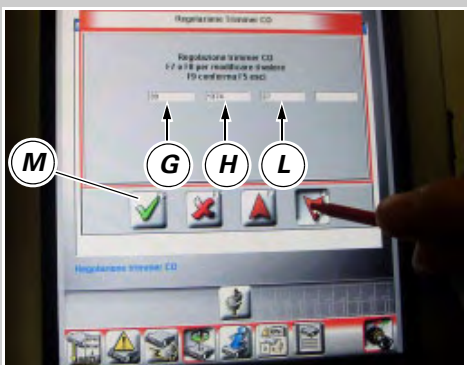 Regolazione Trimmer CO
Regolazione trimmer CO
F7 a F8 per modificare il valore
F9 conferma F5 esci
M
G
H
L
Regolazione trimmer CO